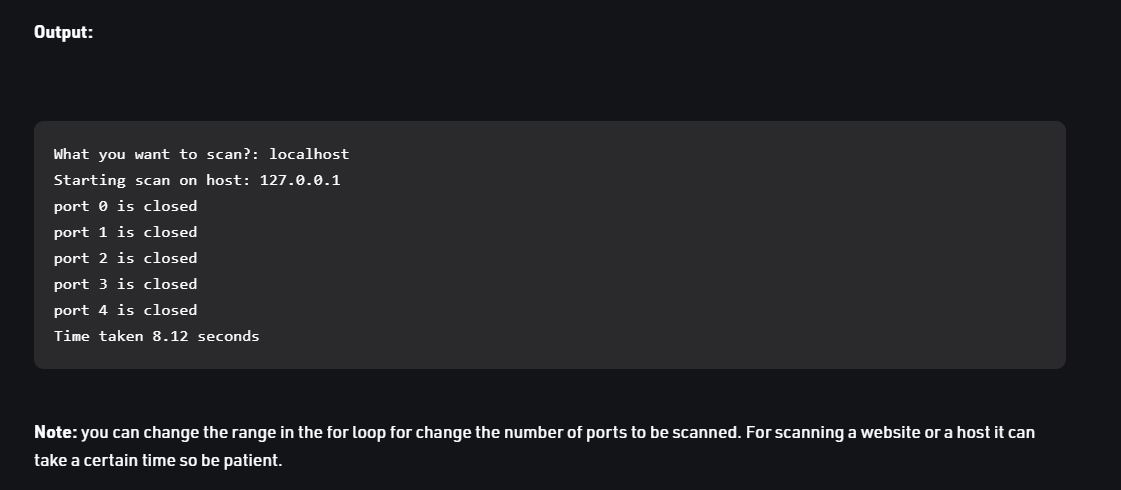 Output:
What you want to scan?: localhost
Starting scan on host: 127.0.0.1
port 0 is closed
port 1 is closed
port 2 is closed
port 3 is closed
port 4 is closed
Time taken 8.12 seconds
Note: you can change the range in the for loop for change the number of ports to be scanned. For scanning a website or a host it can
take a certain time so be patient.